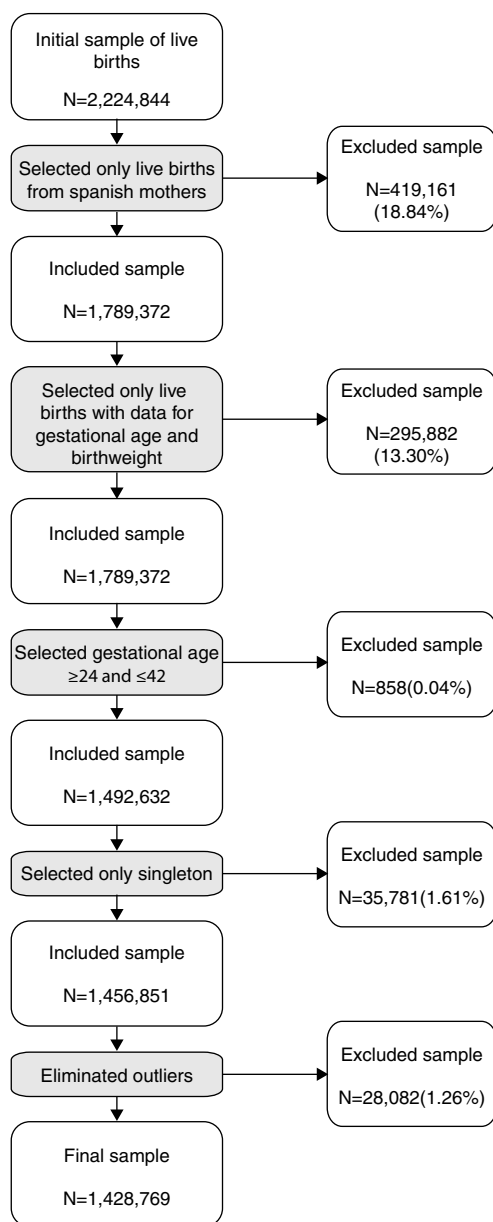 Initial sample of live
births
N=2,224,844
Selected only live births
from spanish mothers
Excluded sample
N=419,161
(18.84%)
Included sample
N=1,789,372
Selected only live
births with data for
gestational age and
birthweight
Excluded sample
N=295,882
(13.30%)
Included sample
N=1,789,372
Selected gestational age
≥24 and ≤42
Excluded sample
N=858(0.04%)
Included sample
N=1,492,632
Selected only singleton
Excluded sample
N=35,781(1.61%)
Included sample
N=1,456,851
Eliminated outliers
Excluded sample
N=28,082(1.26%)
Final sample
N=1,428,769